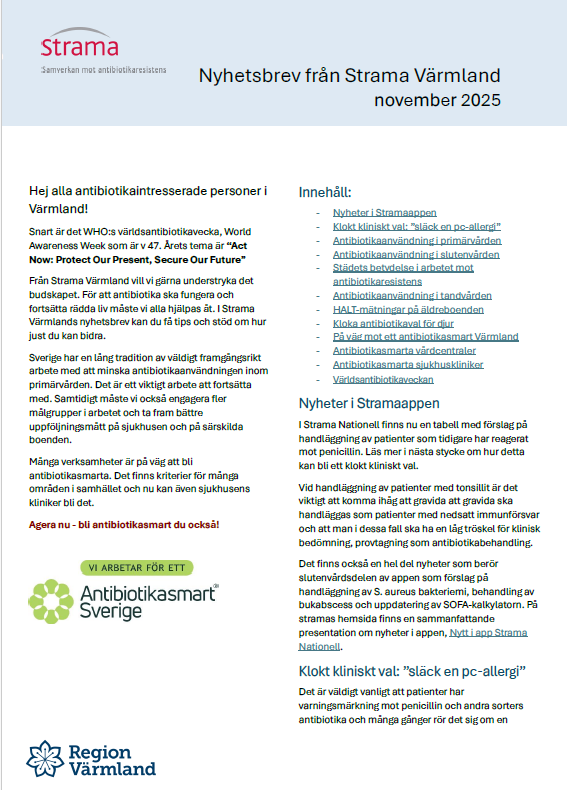 Strama
Samverkan mot antibiotikaresistens
Nyhetsbrev från Strama Värmland
november 2025
Hej alla antibiotikaintresserade personer i
Värmland!
Snart är det WHO:s världsantibiotikavecka, World
Awareness Week som är v 47. Årets tema är “Act
Now: Protect Our Present, Secure Our Future”
Från Strama Värmland vill vi gärna understryka det
budskapet. För att antibiotika ska fungera och
fortsätta rädda liv måste vi alla hjälpas åt. I Strama
Värmlands nyhetsbrev kan du få tips och stöd om hur
just du kan bidra.
Sverige har en lång tradition av väldigt framgångsrikt
arbete med att minska antibiotikaanvändningen inom
primärvården. Det är ett viktigt arbete att fortsätta
med. Samtidigt måste vi också engagera fler
målgrupper i arbetet och ta fram bättre
uppföljningsmått på sjukhusen och på särskilda
boenden.
Många verksamheter är på väg att bli
antibiotikasmarta. Det finns kriterier för många
områden i samhället och nu kan även sjukhusens
kliniker bli det.
Agera nu - bli antibiotikasmart du också!
VI ARBETAR FÖR ETT
Antibiotikasmart
Sverige
Region
Värmland
Innehåll:
- Nyheter i Stramaappen
- Klokt kliniskt val: ”släck en pc-allergi”
- Antibiotikaanvändning i primärvården
- Antibiotikaanvändning i slutenvården
- Städets betydelse i arbetet mot
antibiotikaresistens
- Antibiotikaanvändning i tandvården
- HALT-mätningar på äldreboenden
- Kloka antibiotikaval för djur
- På väg mot ett antibiotikasmart Värmland
- Antibiotikasmarta vårdcentraler
- Antibiotikasmarta sjukhuskliniker
- Världsantibiotikaveckan
Nyheter i Stramaappen
I Strama Nationell finns nu en tabell med förslag på
handläggning av patienter som tidigare har reagerat
mot penicillin. Läs mer i nästa stycke om hur detta
kan bli ett klokt kliniskt val.
Vid handläggning av patienter med tonsillit är det
viktigt att komma ihåg att gravida att gravida ska
handläggas som patienter med nedsatt immunförsvar
och att man i dessa fall ska ha en låg tröskel för klinisk
bedömning, provtagning som antibiotikabehandling.
Det finns också en hel del nyheter som berör
slutenvårdsdelen av appen som förslag på
handläggning av S. aureus bakteriemi, behandling av
bukabscess och uppdatering av SOFA-kalkylatorn. På
stramas hemsida finns en sammanfattande
presentation om nyheter i appen, Nytt i app Strama
Nationell.
Klokt kliniskt val: ”släck en pc-allergi”
Det är väldigt vanligt att patienter har
varningsmärkning mot penicillin och andra sorters
antibiotika och många gånger rör det sig om en